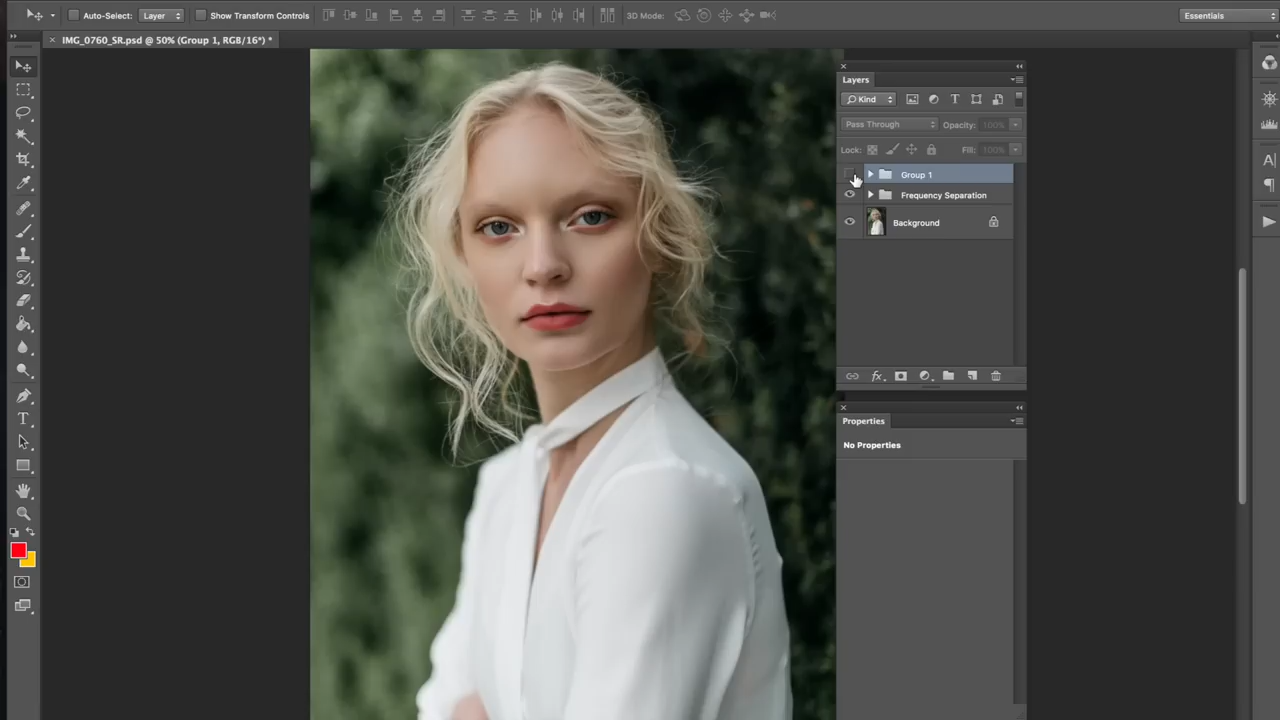 Auto-Select: Layer Show Transform Controls 3D Mode: Essentials
IMG_0760_SR.psd @ 50% (Group 1, RGB/16*) *
Layers
Kind
Pass Through Opacity: 100%
Lock: Fill: 100%
Group 1
Frequency Separation
Background
fx
Properties
No Properties